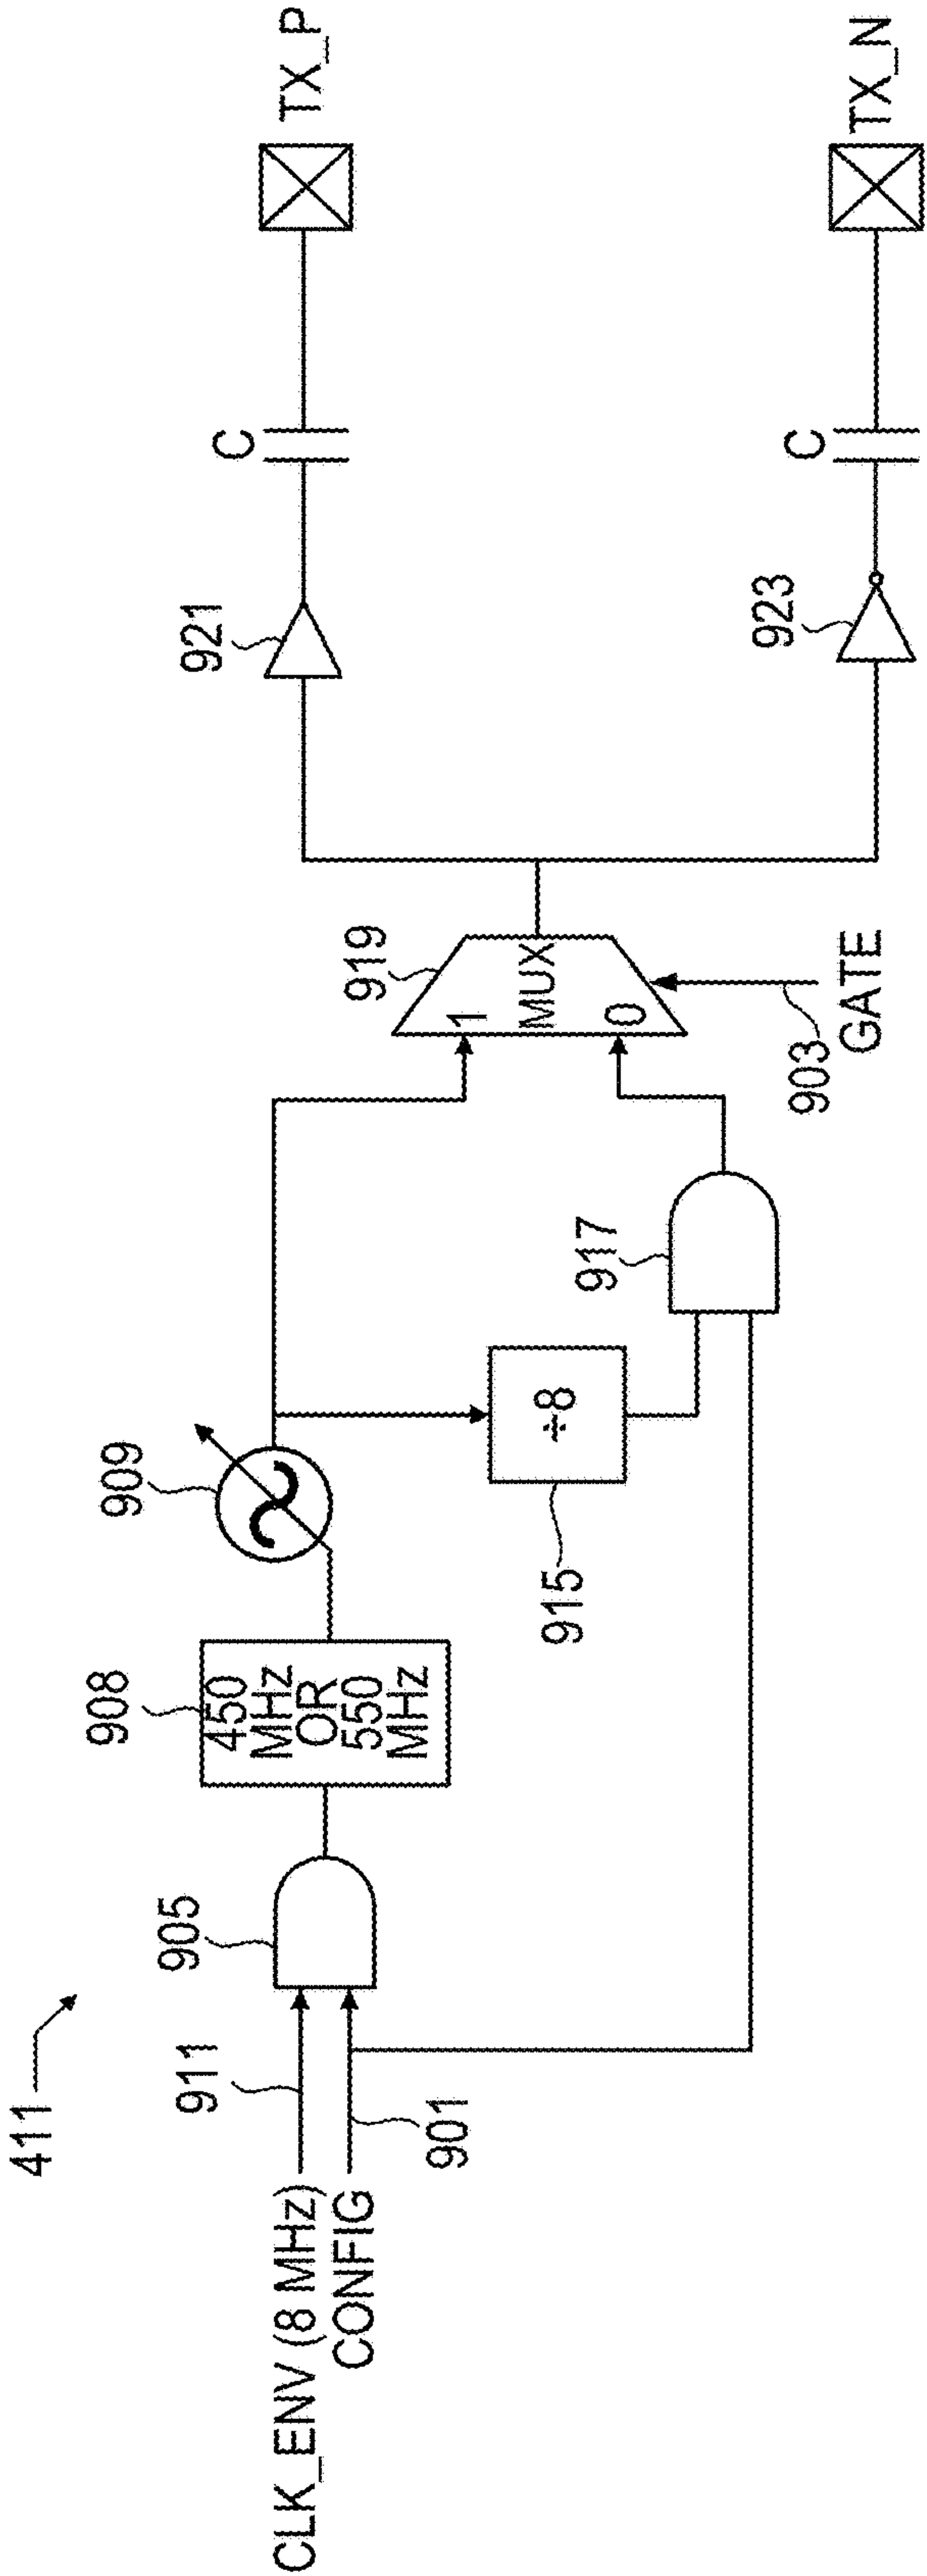 411
CLK_ENV (8 MHz)
CONFIG
911
901
905
908
450
MHz
OR
550
MHz
909
÷8
915
917
919
1
MUX
0
903
GATE
921
923
C
C
TX_P
TX_N